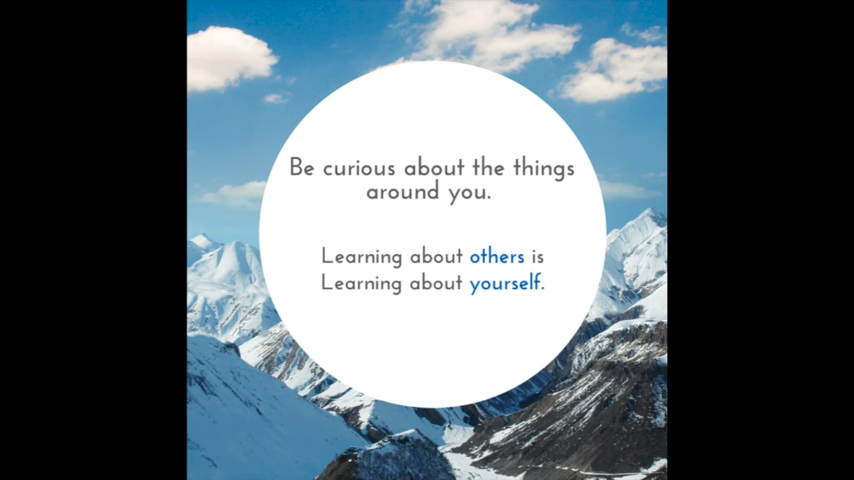 Be curious about the things
around you.
Learning about others is
Learning about yourself.